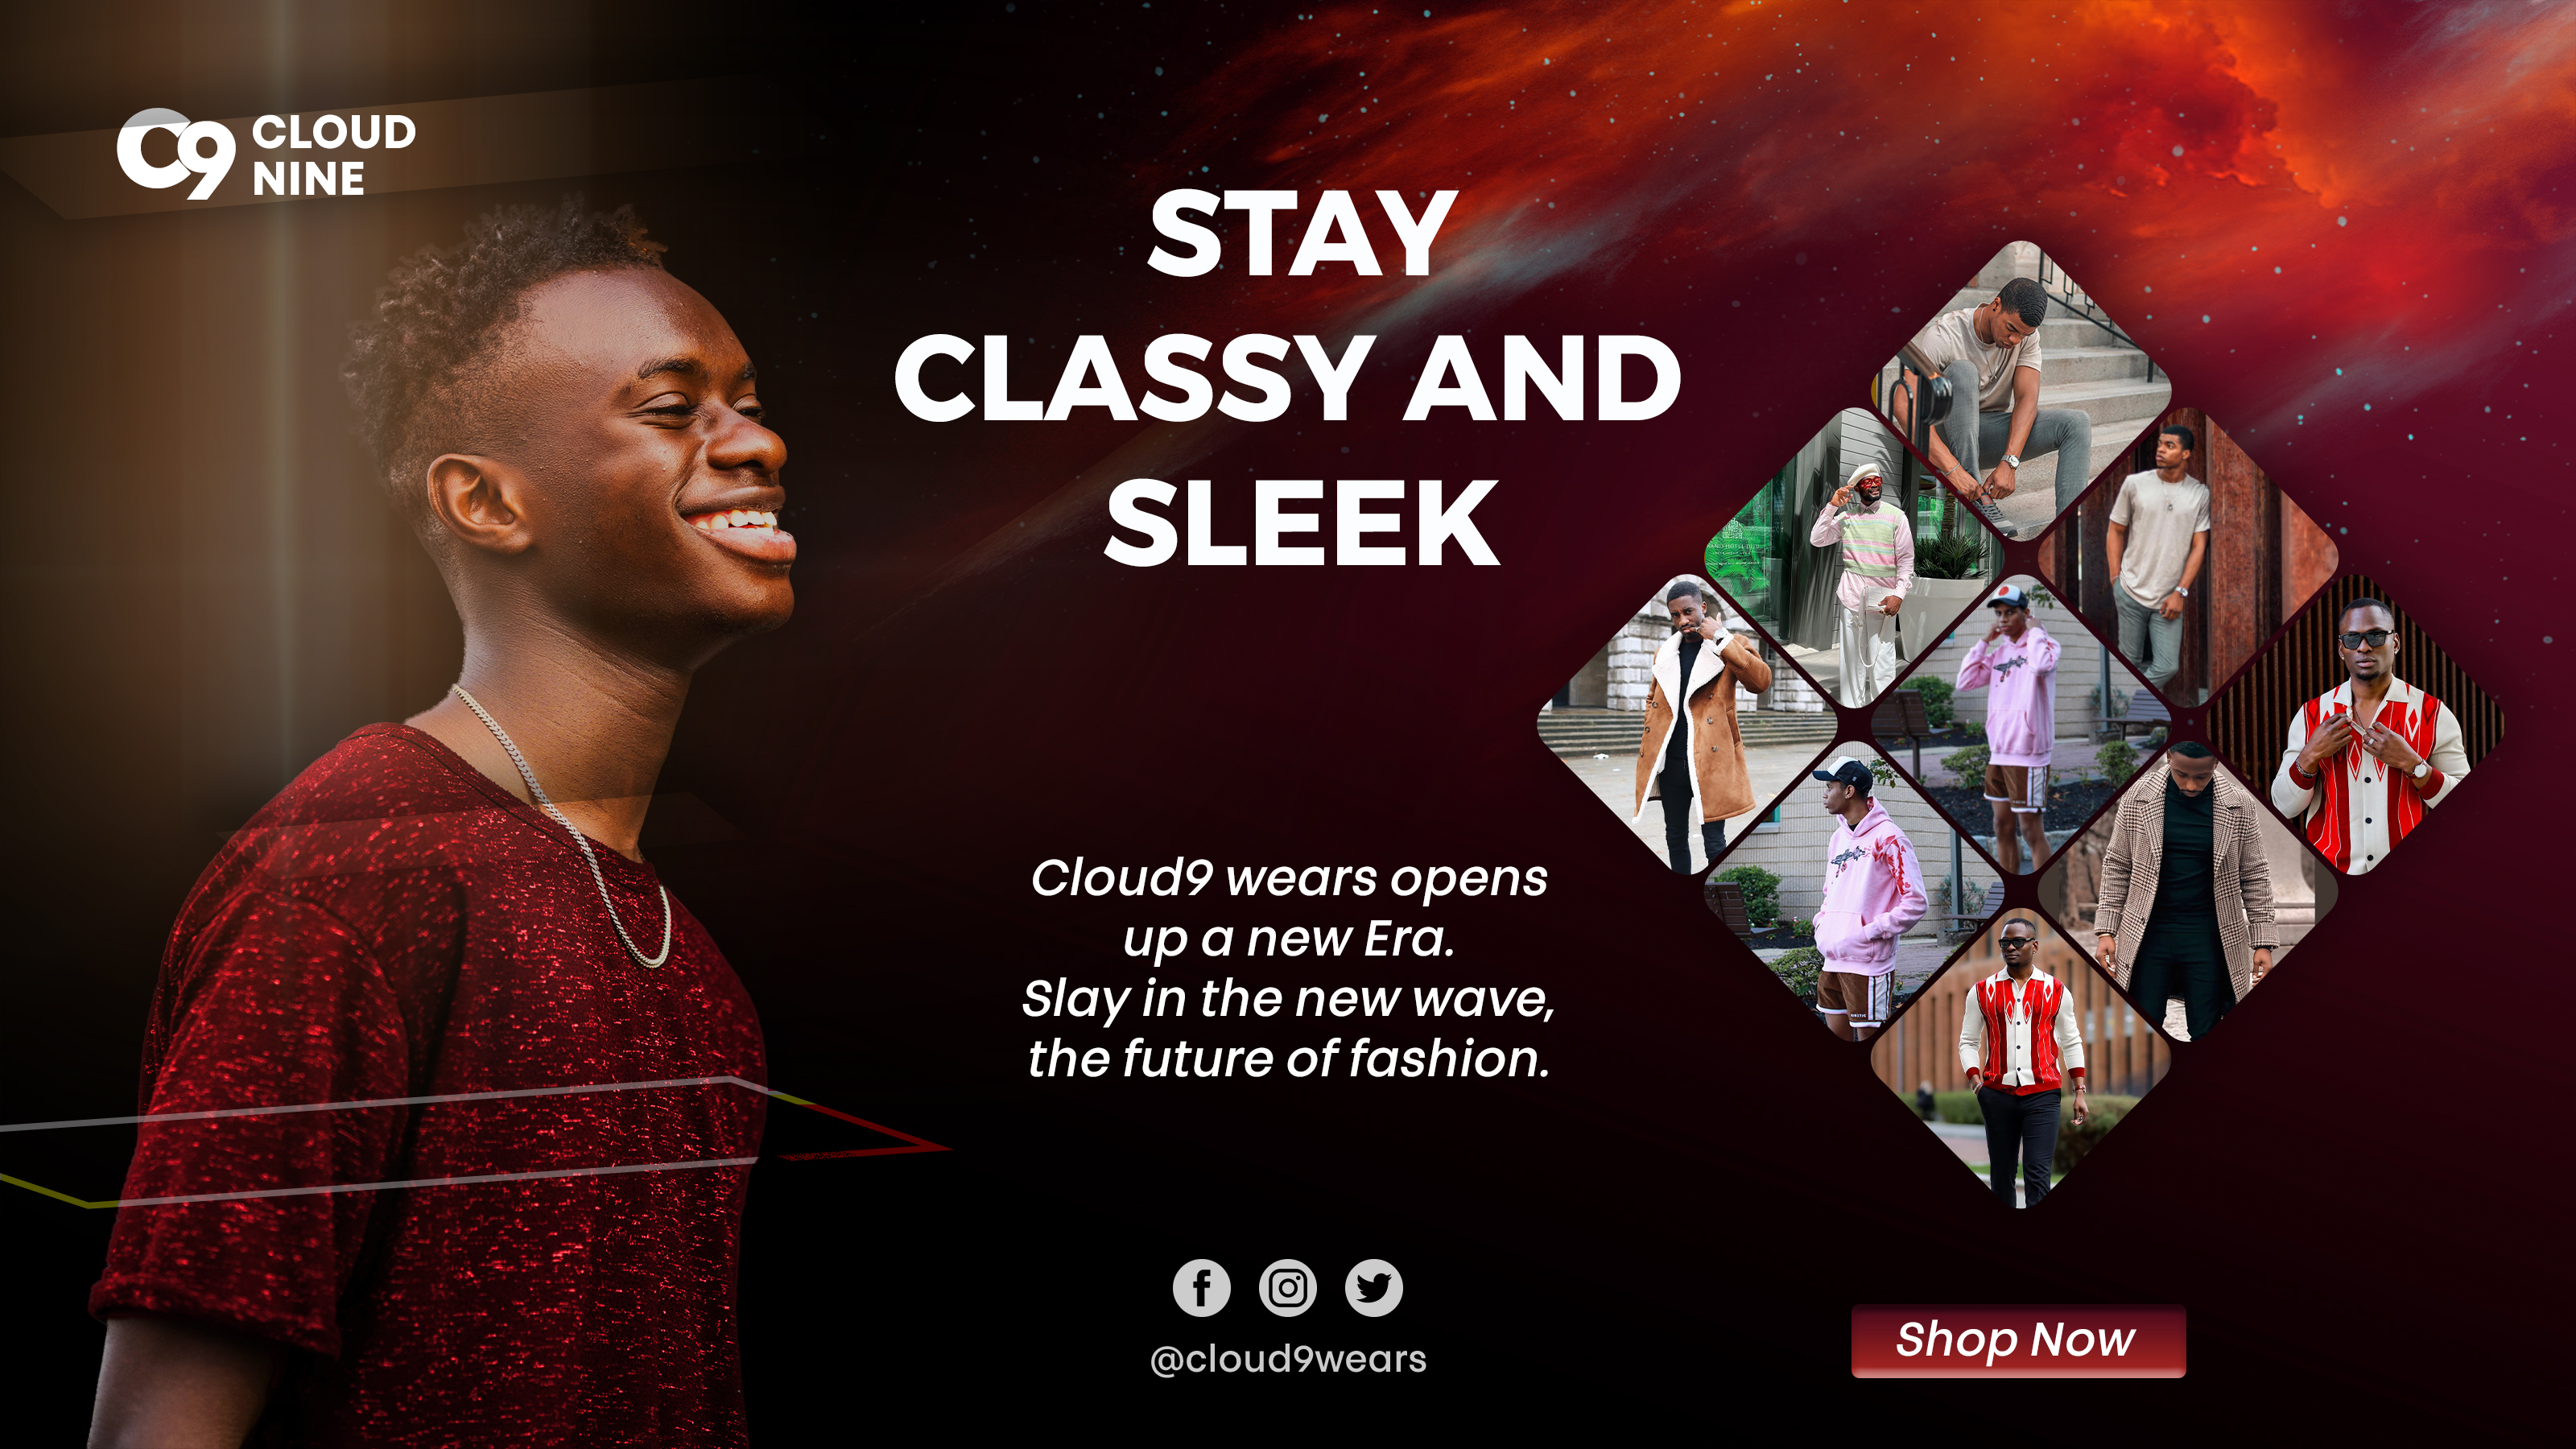 C9 CLOUD
NINE
STAY
CLASSY AND
SLEEK
Cloud9 wears opens
up a new Era.
Slay in the new wave,
the future of fashion.
@cloud9wears
Shop Now